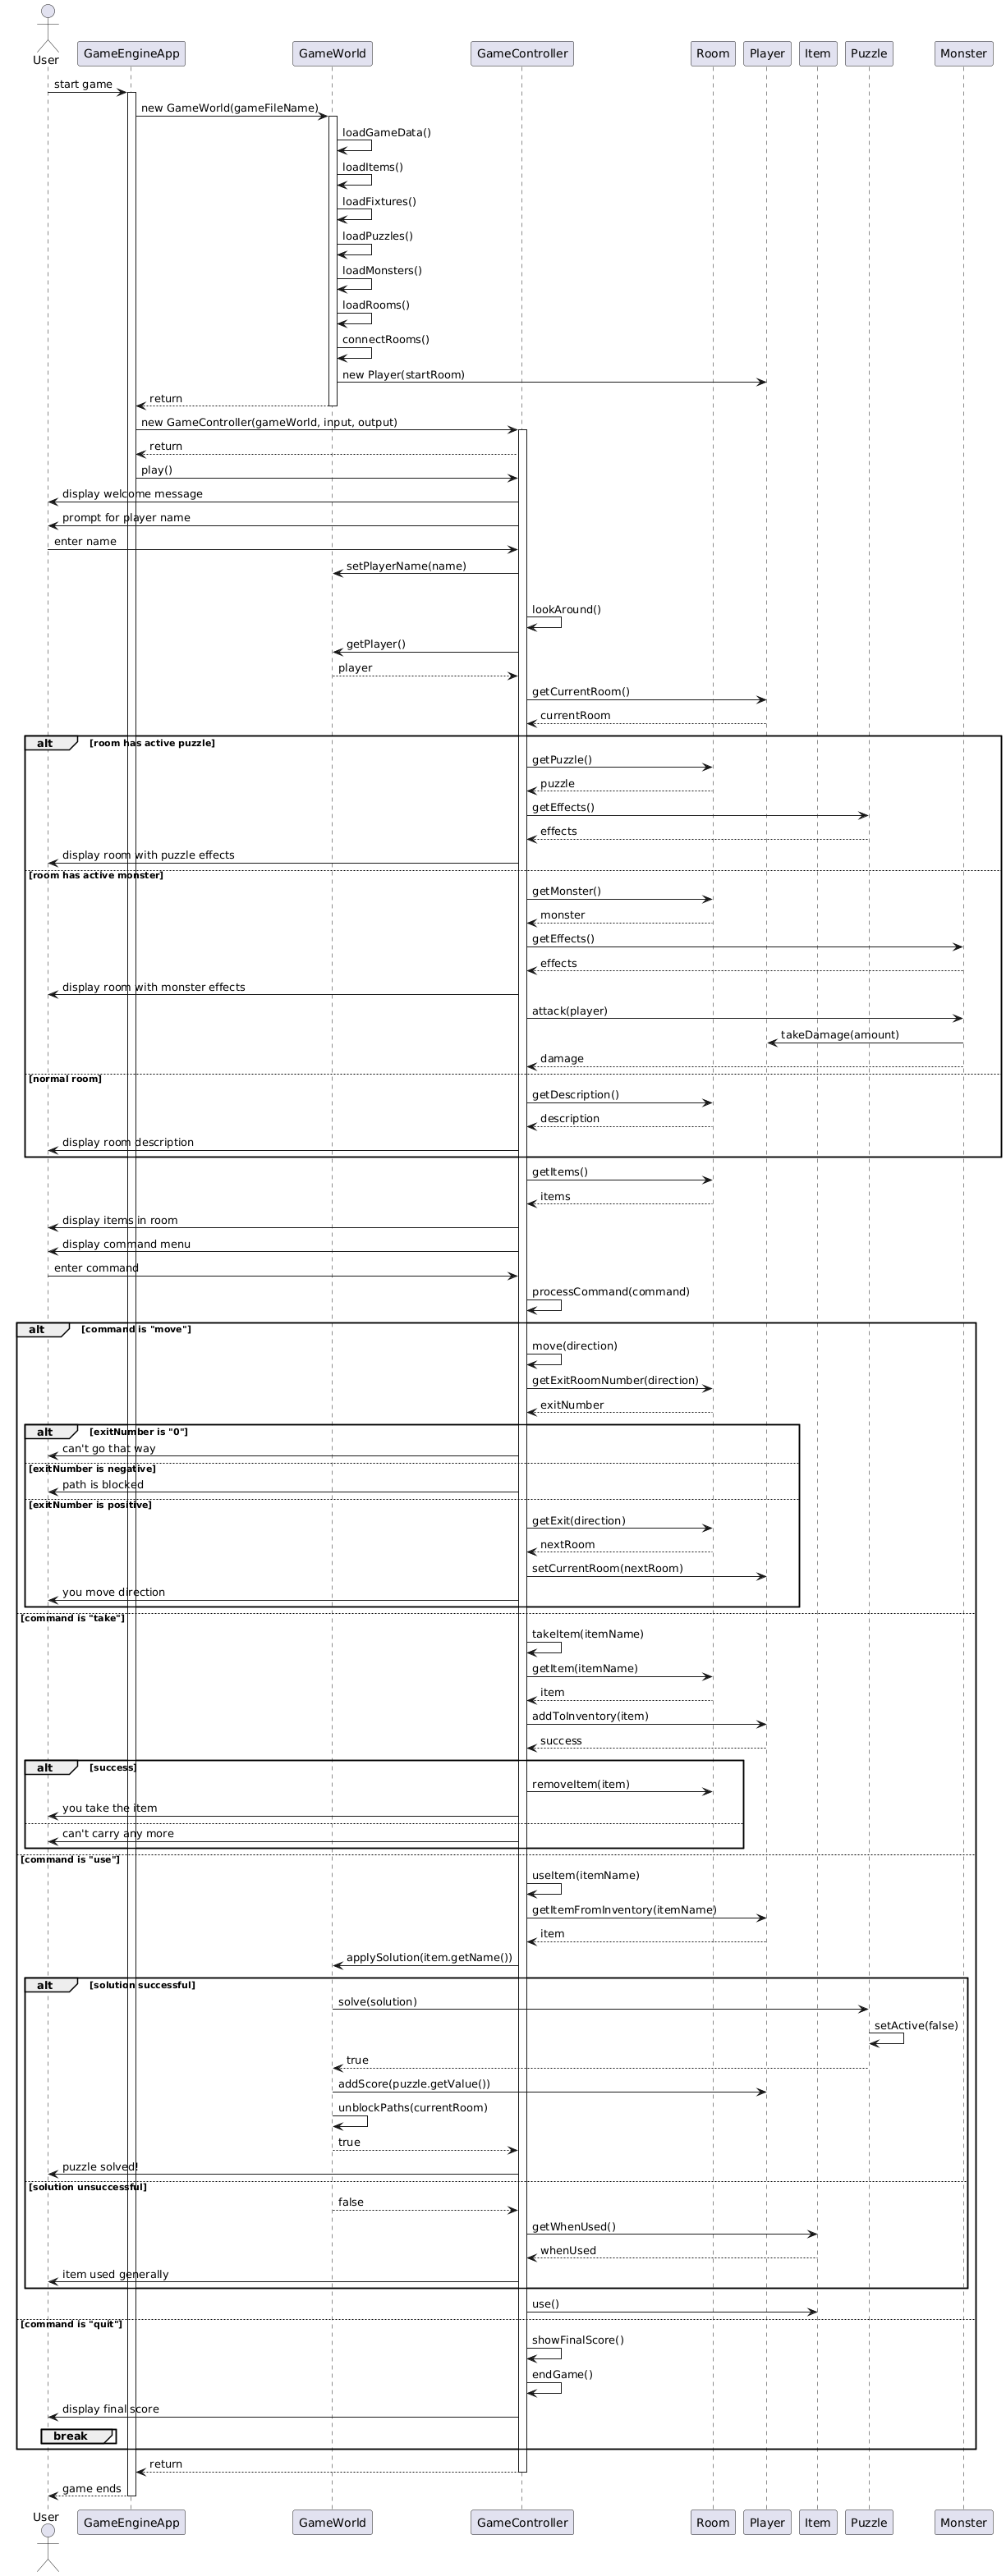 User
GameEngineApp
GameWorld
GameController
Room
Player
Item
Puzzle
Monster
start game
new GameWorld(gameFileName)
loadGameData()
loadItems()
loadFixtures()
loadPuzzles()
loadMonsters()
loadRooms()
connectRooms()
new Player(startRoom)
return
new GameController(gameWorld, input, output)
return
play()
display welcome message
prompt for player name
enter name
setPlayerName(name)
lookAround()
getPlayer()
player
getCurrentRoom()
currentRoom
alt [room has active puzzle]
getPuzzle()
puzzle
getEffects()
effects
display room with puzzle effects
[room has active monster]
getMonster()
monster
getEffects()
effects
display room with monster effects
attack(player)
takeDamage(amount)
damage
[normal room]
getDescription()
description
display room description
getItems()
items
display items in room
display command menu
enter command
processCommand(command)
alt [command is "move"]
move(direction)
getExitRoomNumber(direction)
exitNumber
alt [exitNumber is "0"]
can't go that way
[exitNumber is negative]
path is blocked
[exitNumber is positive]
getExit(direction)
nextRoom
setCurrentRoom(nextRoom)
you move direction
[command is "take"]
takeItem(itemName)
getItem(itemName)
item
addToInventory(item)
success
alt [success]
removeItem(item)
you take the item
can't carry any more
[command is "use"]
useItem(itemName)
getItemFromInventory(itemName)
item
applySolution(item.getName())
alt [solution successful]
solve(solution)
setActive(false)
true
addScore(puzzle.getValue())
unblockPaths(currentRoom)
true
puzzle solved!
[solution unsuccessful]
false
getWhenUsed()
whenUsed
item used generally
use()
[command is "quit"]
showFinalScore()
endGame()
display final score
break
return
game ends
User
GameEngineApp
GameWorld
GameController
Room
Player
Item
Puzzle
Monster